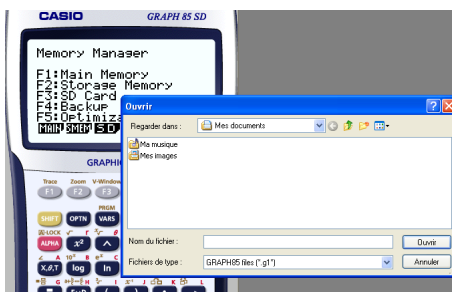 CASIO GRAPH 85 SD
Memory Manager
F1:Main Memory
F2:Storage Memory
F3:SD Card
F4:Backup
F5:Optimiza
MAIN SMEM SD
Ouvrir
Regarder dans : Mes documents
Ma musique
Mes images
Nom du fichier : Ouvrir
Fichiers de type : GRAPH85 files (".g1") Annuler
GRAPHI
Trace Zoom V-Window
F1 F2 F3
PRGM
SHIFT OPTN VARS
A-LOCK √ r θ
ALPHA x² ^
A 10ˣ B eˣ C
X,θ,T log ln